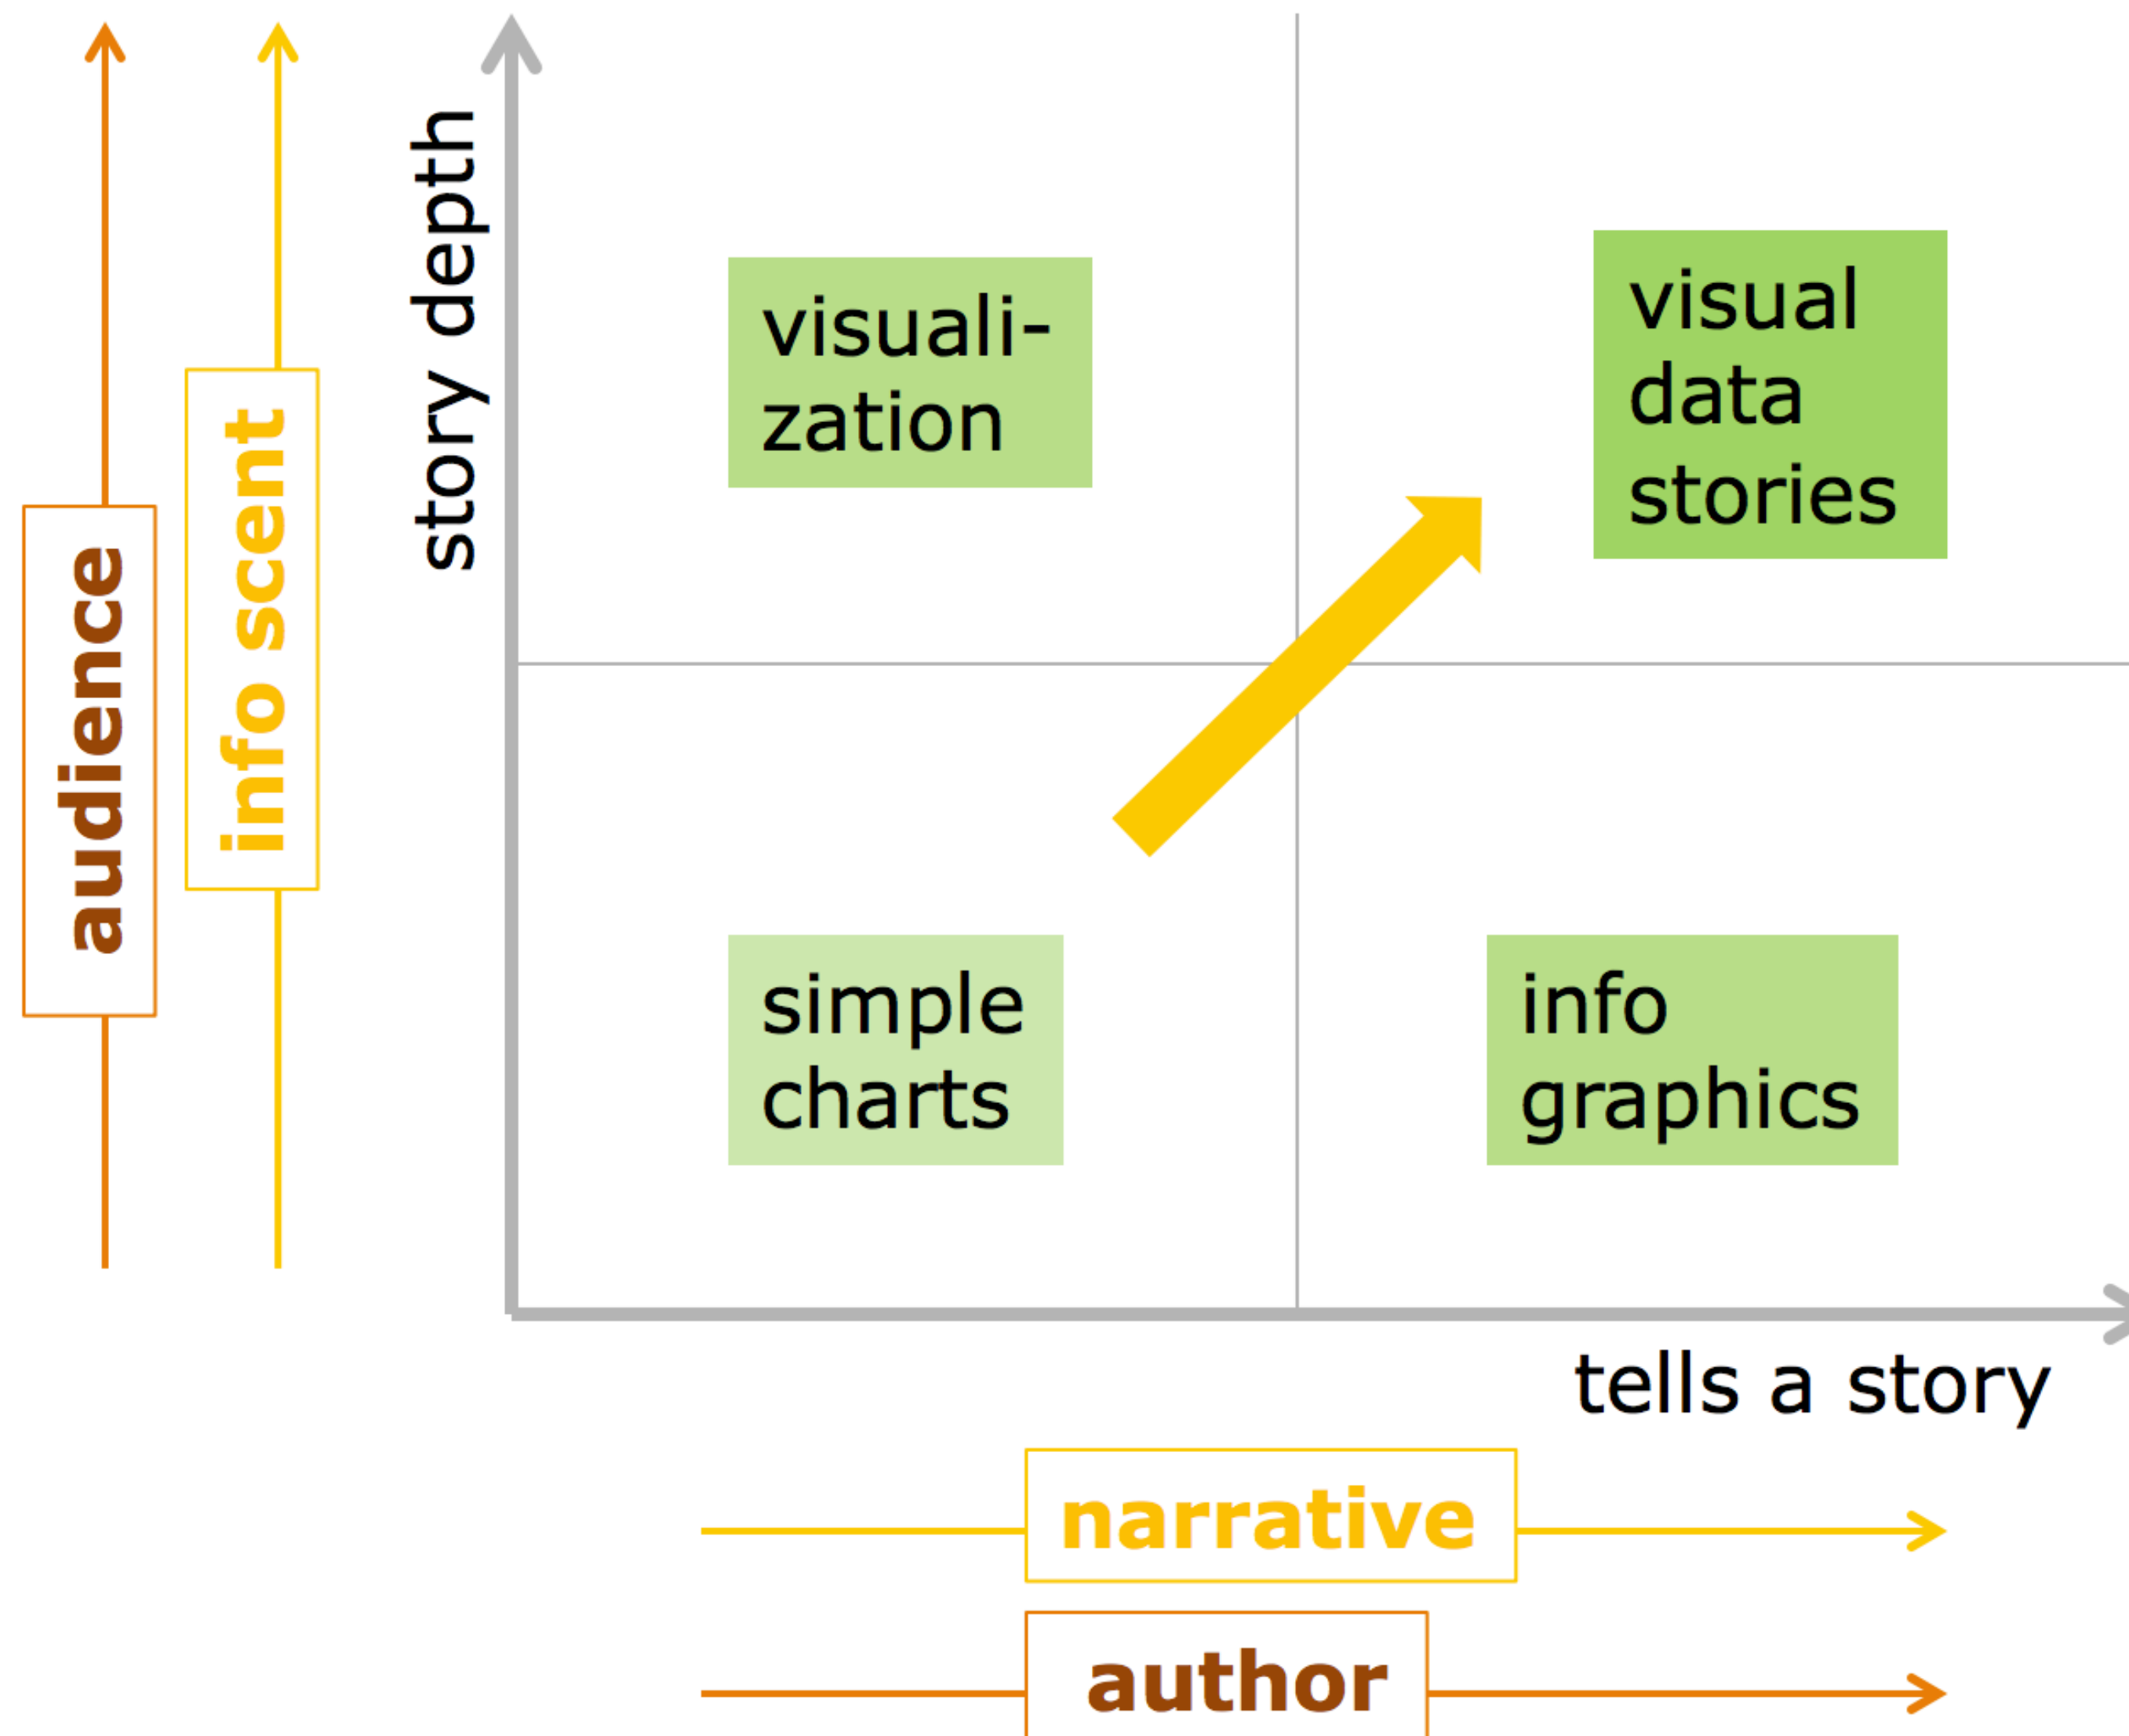 audience
info scent
story depth
visuali-
zation
visual
data
stories
simple
charts
info
graphics
tells a story
narrative
author